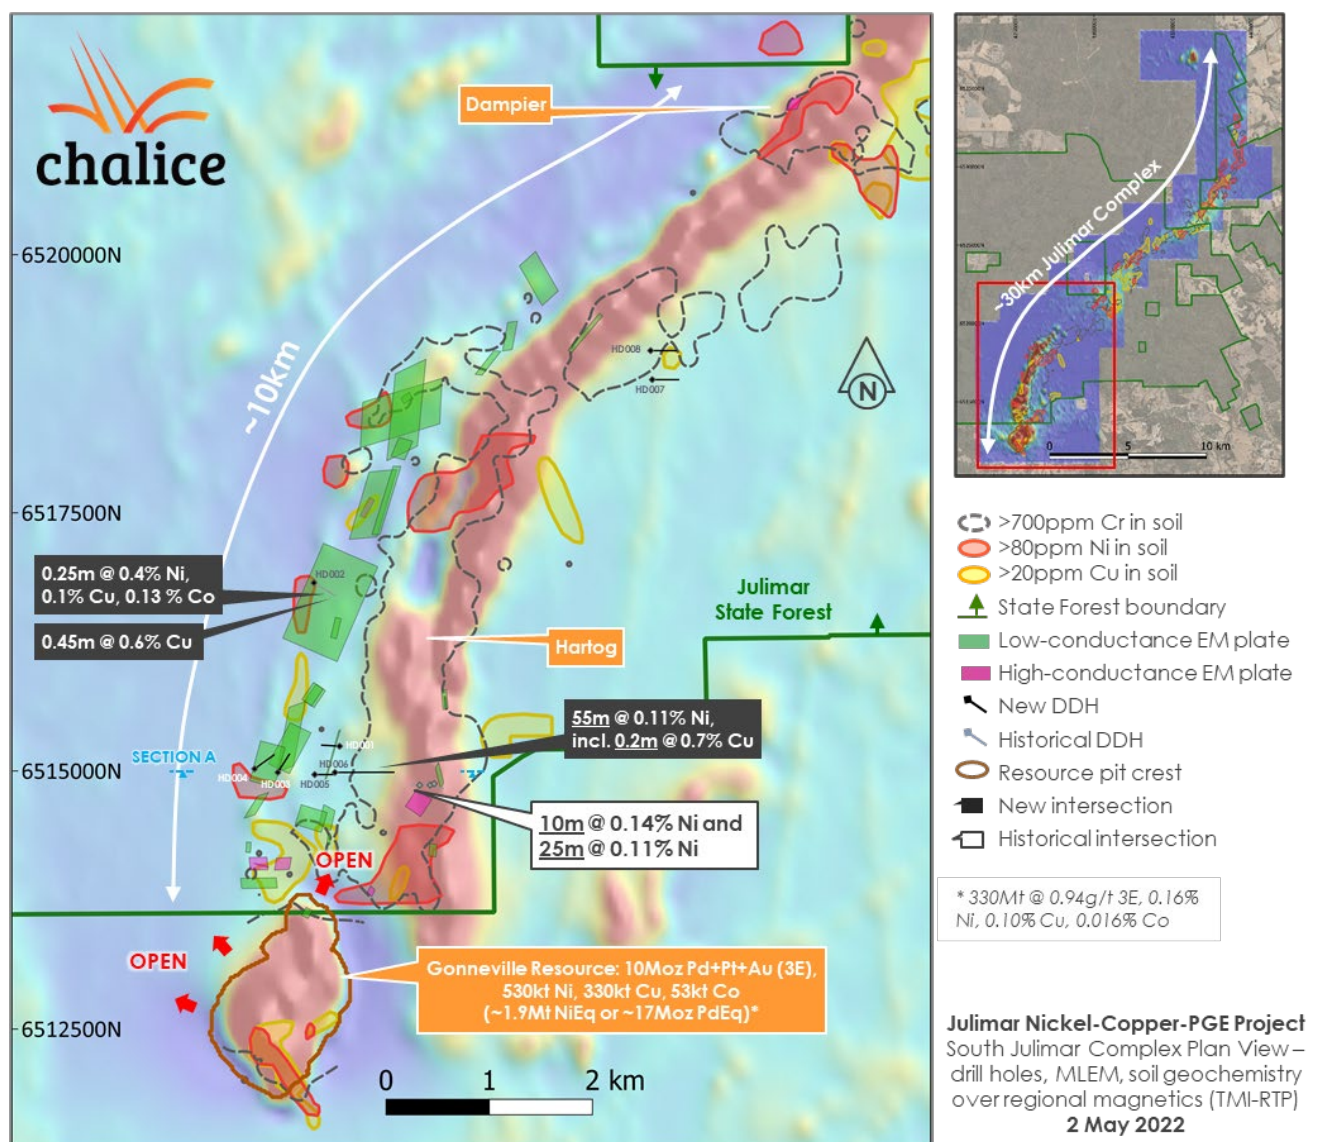 chalice
Dampier
6520000N
~10km
HD008
HD007
N
6517500N
0.25m @ 0.4% Ni,
0.1% Cu, 0.13 % Co
0.45m @ 0.6% Cu
HD002
Julimar
State Forest
Hartog
55m @ 0.11% Ni,
incl. 0.2m @ 0.7% Cu
SECTION A
6515000N
HD001
HD006
HD004
HD003
HD005
10m @ 0.14% Ni and
25m @ 0.11% Ni
OPEN
OPEN
Gonneville Resource: 10Moz Pd+Pt+Au (3E),
530kt Ni, 330kt Cu, 53kt Co
(~1.9Mt NiEq or ~17Moz PdEq)*
6512500N
0 1 2 km
~30km Julimar Complex
0 5 10 km
>700ppm Cr in soil
>80ppm Ni in soil
>20ppm Cu in soil
State Forest boundary
Low-conductance EM plate
High-conductance EM plate
New DDH
Historical DDH
Resource pit crest
New intersection
Historical intersection
* 330Mt @ 0.94g/t 3E, 0.16%
Ni, 0.10% Cu, 0.016% Co
Julimar Nickel-Copper-PGE Project
South Julimar Complex Plan View –
drill holes, MLEM, soil geochemistry
over regional magnetics (TMI-RTP)
2 May 2022